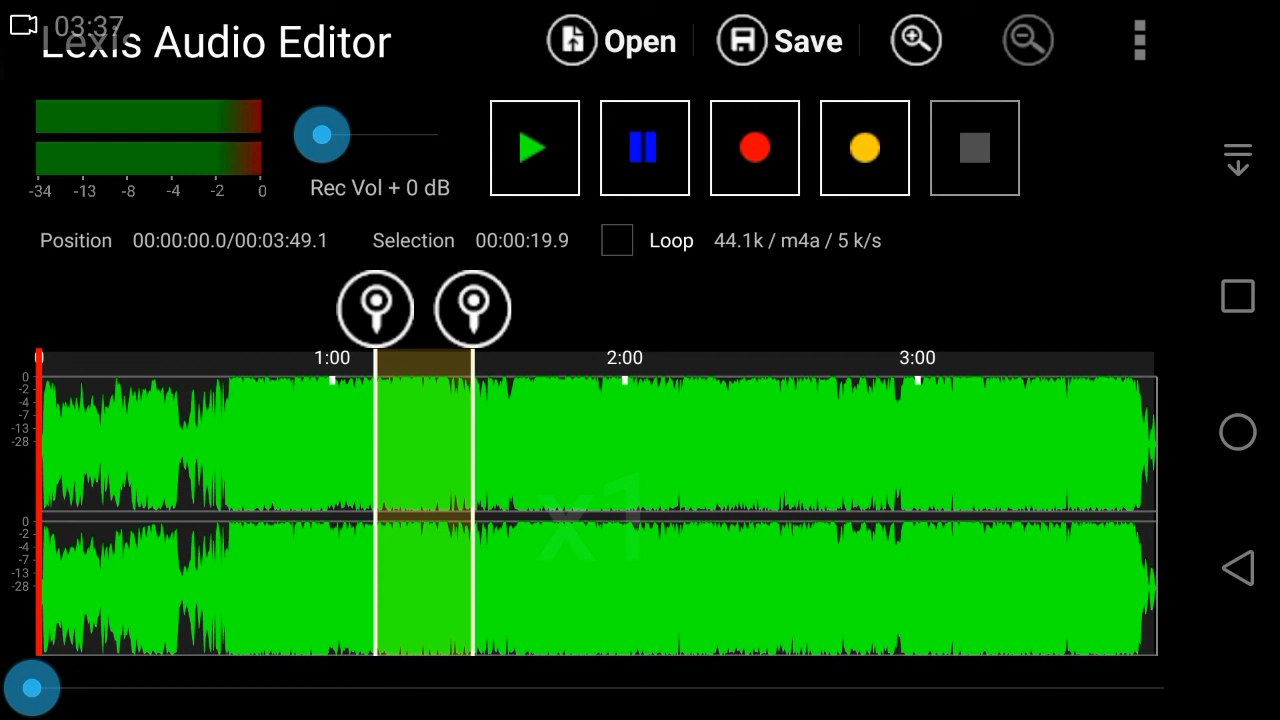 03:37
Lexis Audio Editor
Open
Save
-34 -13 -8 -4 -2 0
Rec Vol + 0 dB
Position 00:00:00.0/00:03:49.1 Selection 00:00:19.9 Loop 44.1k / m4a / 5 k/s
0 1:00 2:00 3:00
0
-2
-4
-7
-13
-28
x1
0
-2
-4
-7
-13
-28